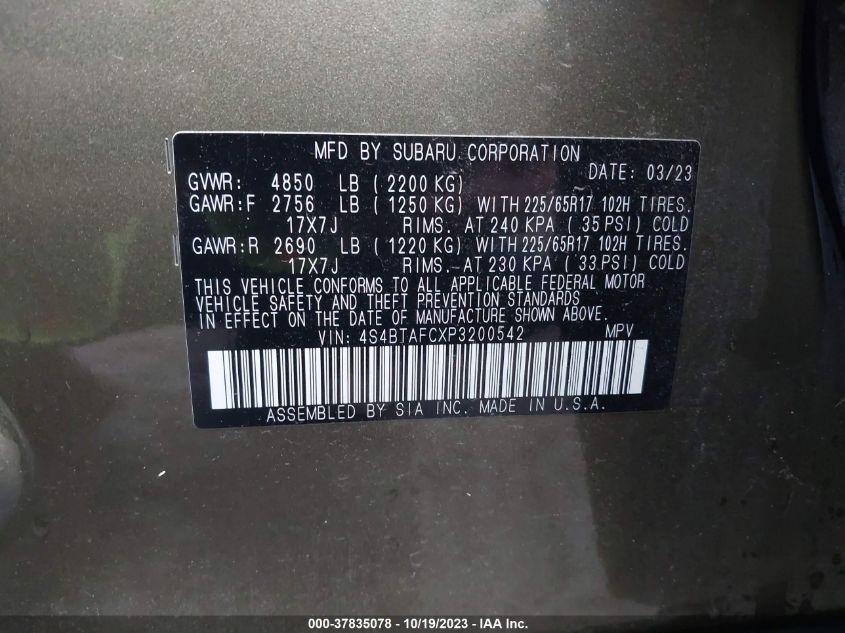 MFD BY SUBARU CORPORATION
DATE: 03/23
GVWR: 4850 LB ( 2200 KG)
GAWR:F 2756 LB ( 1250 KG) WITH 225/65R17 102H TIRES.
17X7J RIMS. AT 240 KPA ( 35 PSI) COLD
GAWR:R 2690 LB ( 1220 KG) WITH 225/65R17 102H TIRES.
17X7J RIMS. AT 230 KPA ( 33 PSI) COLD
THIS VEHICLE CONFORMS TO ALL APPLICABLE FEDERAL MOTOR
VEHICLE SAFETY AND THEFT PREVENTION STANDARDS
IN EFFECT ON THE DATE OF MANUFACTURE SHOWN ABOVE.
VIN: 4S4BTAFCXP3200542 MPV
ASSEMBLED BY SIA INC. MADE IN U.S.A.
000-37835078 - 10/19/2023 - IAA Inc.